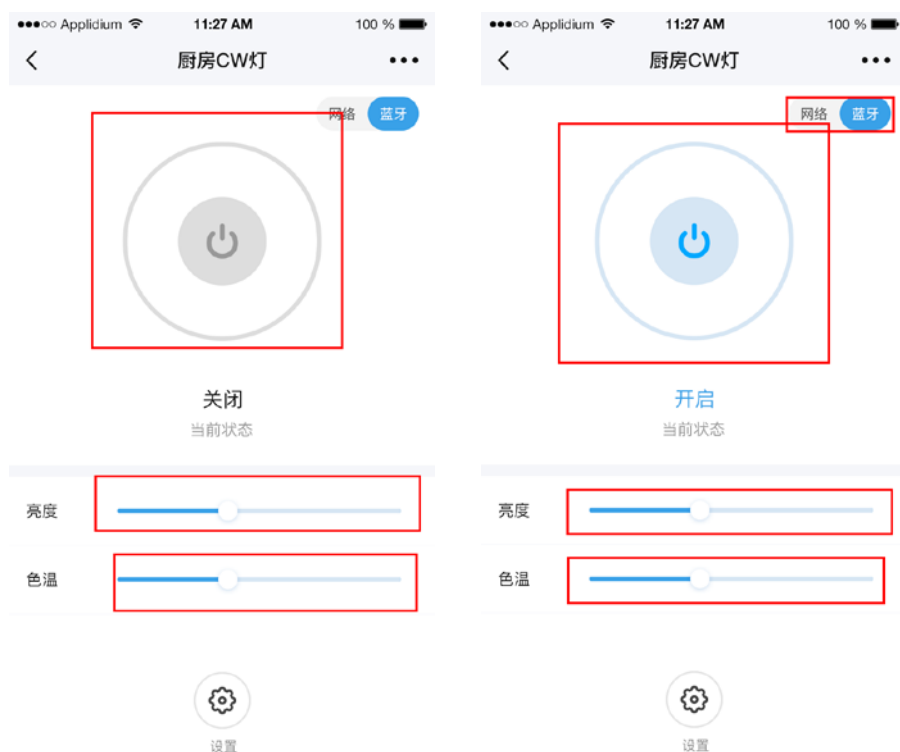 ●●●○○ Applidium 11:27 AM 100 %
厨房CW灯
网络 蓝牙
关闭
当前状态
亮度
色温
设置
●●●○○ Applidium 11:27 AM 100 %
厨房CW灯
网络 蓝牙
开启
当前状态
亮度
色温
设置